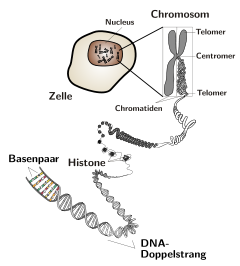 Chromosom
Nucleus
Telomer
Centromer
Zelle
Telomer
Chromatiden
Basenpaar
Histone
DNA-
Doppelstrang